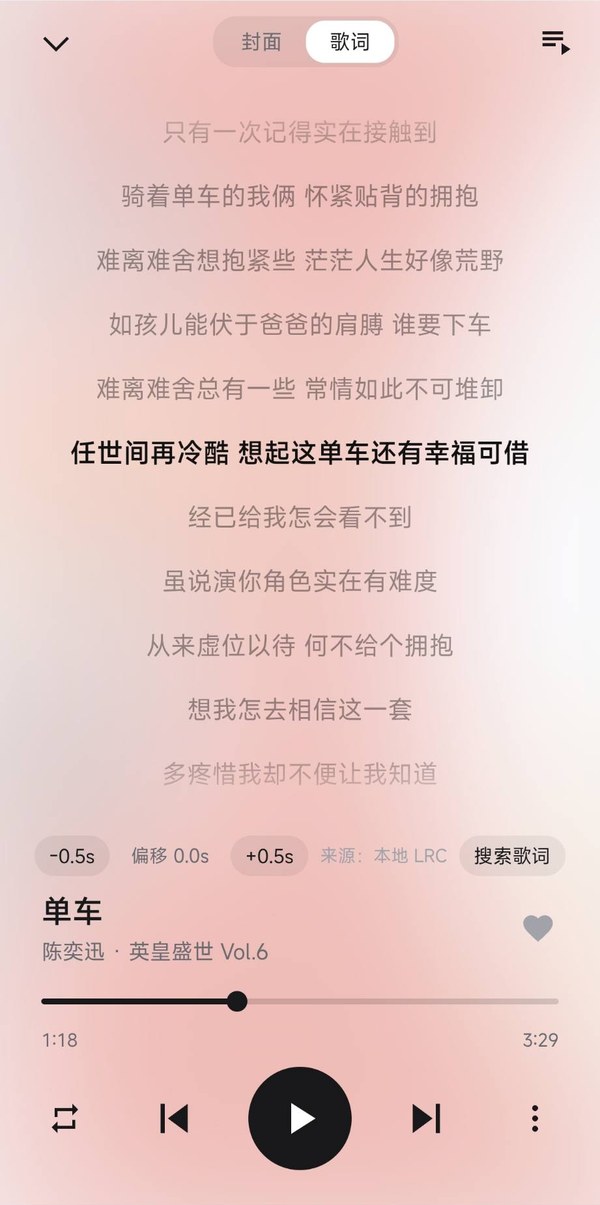 封面 歌词
只有一次记得实在接触到
骑着单车的我俩 怀紧贴背的拥抱
难离难舍想抱紧些 茫茫人生好像荒野
如孩儿能伏于爸爸的肩膊 谁要下车
难离难舍总有一些 常情如此不可堆卸
任世间再冷酷 想起这单车还有幸福可借
经已给我怎会看不到
虽说演你角色实在有难度
从来虚位以待 何不给个拥抱
想我怎去相信这一套
多疼惜我却不便让我知道
-0.5s 偏移 0.0s +0.5s 来源：本地 LRC 搜索歌词
单车
陈奕迅 · 英皇盛世 Vol.6
1:18 3:29